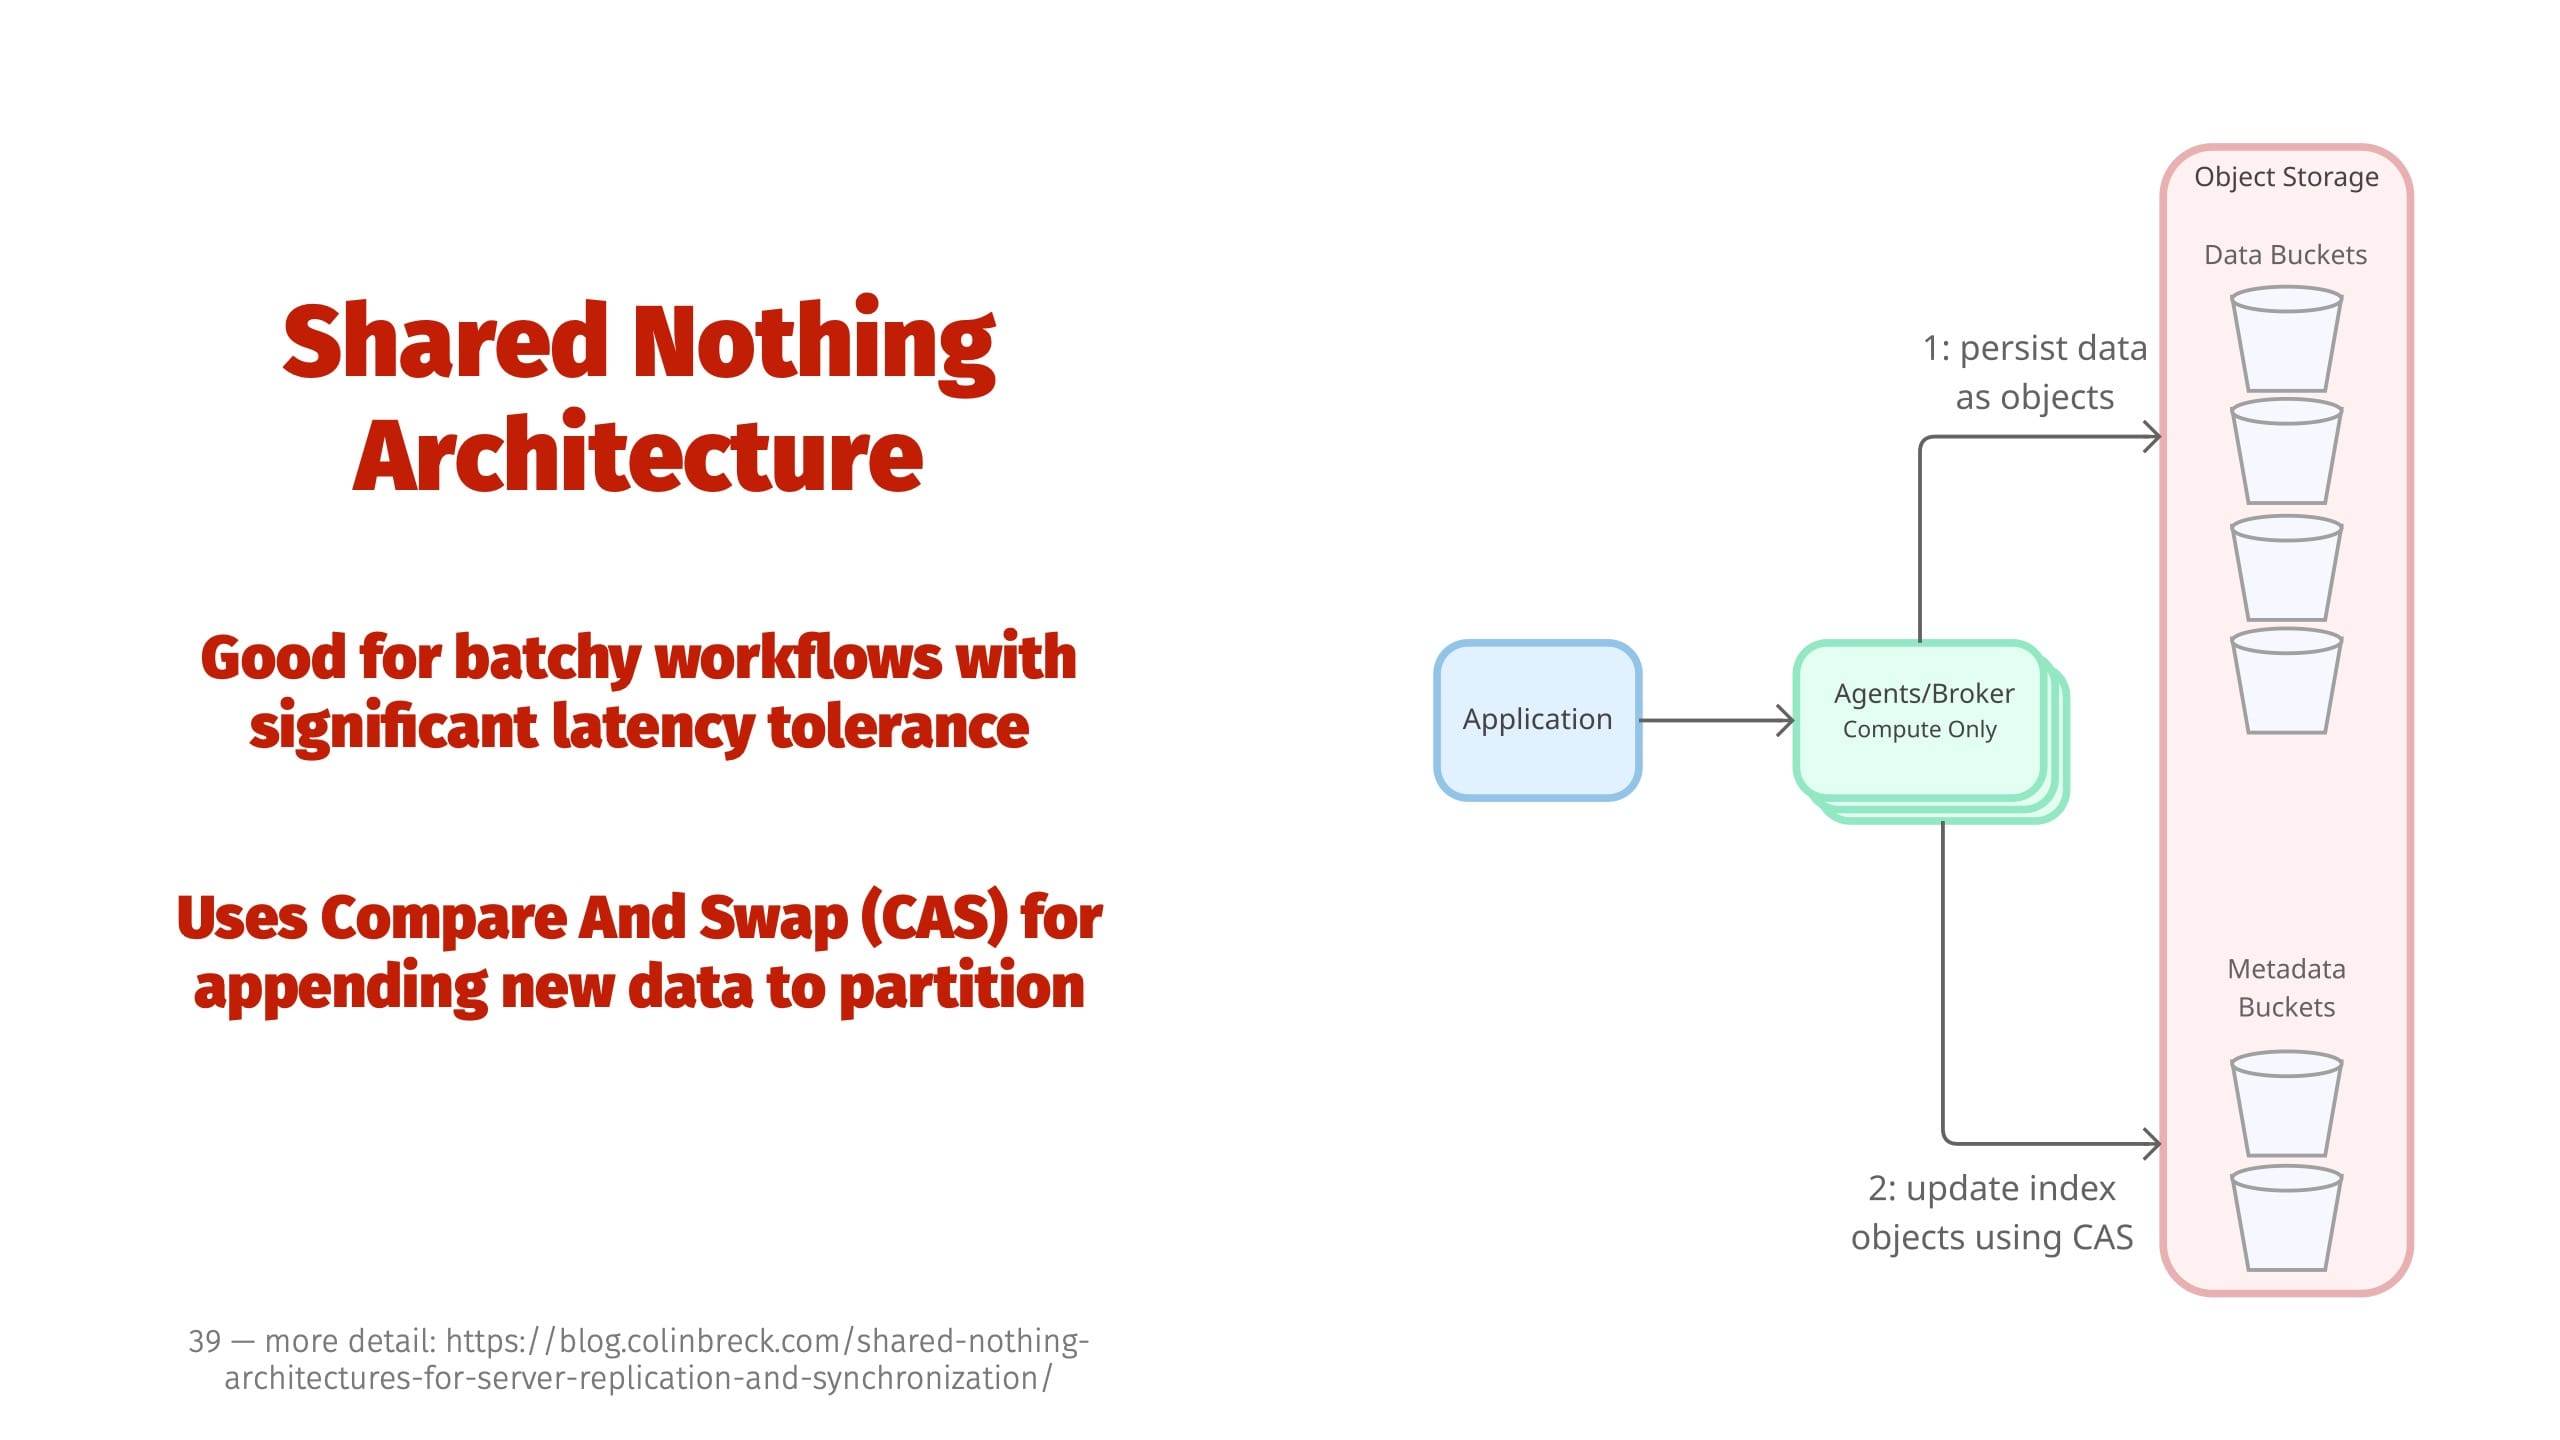 Shared Nothing
Architecture
Good for batchy workflows with
significant latency tolerance
Uses Compare And Swap (CAS) for
appending new data to partition
39 — more detail: https://blog.colinbreck.com/shared-nothing-
architectures-for-server-replication-and-synchronization/
Application
Agents/Broker
Compute Only
1: persist data
as objects
2: update index
objects using CAS
Object Storage
Data Buckets
Metadata
Buckets